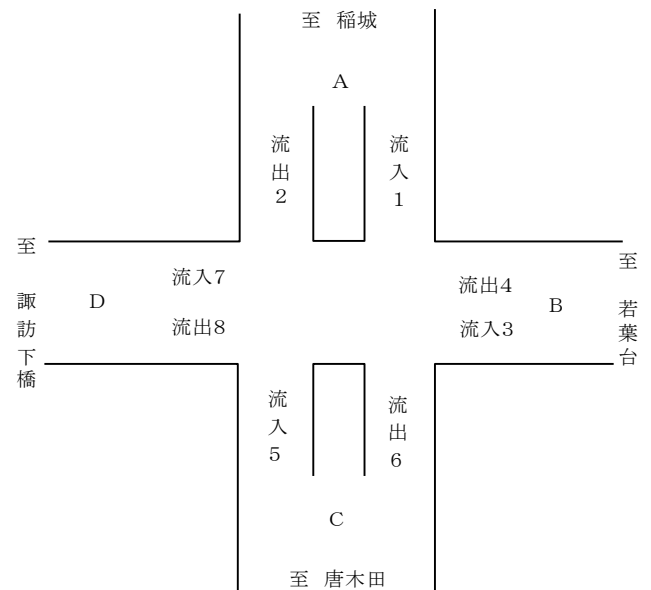 至 稲城
A
流出2
流入1
至 諏訪下橋
D
流入7
流出8
流出4
流入3
B
至 若葉台
流入5
流出6
C
至 唐木田